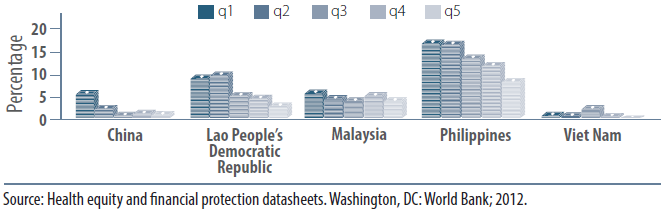 q1 q2 q3 q4 q5
Percentage
20
15
10
5
0
China
Lao People's
Democratic
Republic
Malaysia
Philippines
Viet Nam
Source: Health equity and financial protection datasheets. Washington, DC: World Bank; 2012.